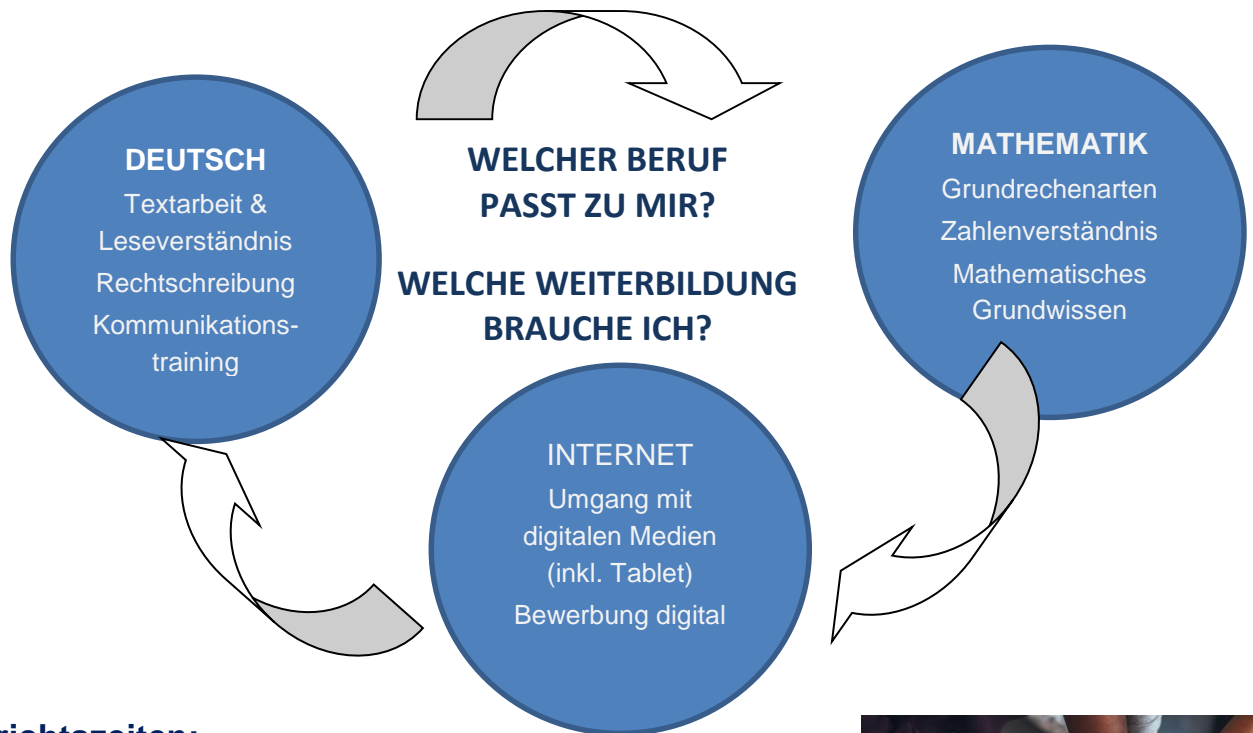 DEUTSCH
Textarbeit &
Leseverständnis
Rechtschreibung
Kommunikations-
training
WELCHER BERUF
PASST ZU MIR?
WELCHE WEITERBILDUNG
BRAUCHE ICH?
MATHEMATIK
Grundrechenarten
Zahlenverständnis
Mathematisches
Grundwissen
INTERNET
Umgang mit
digitalen Medien
(inkl. Tablet)
Bewerbung digital